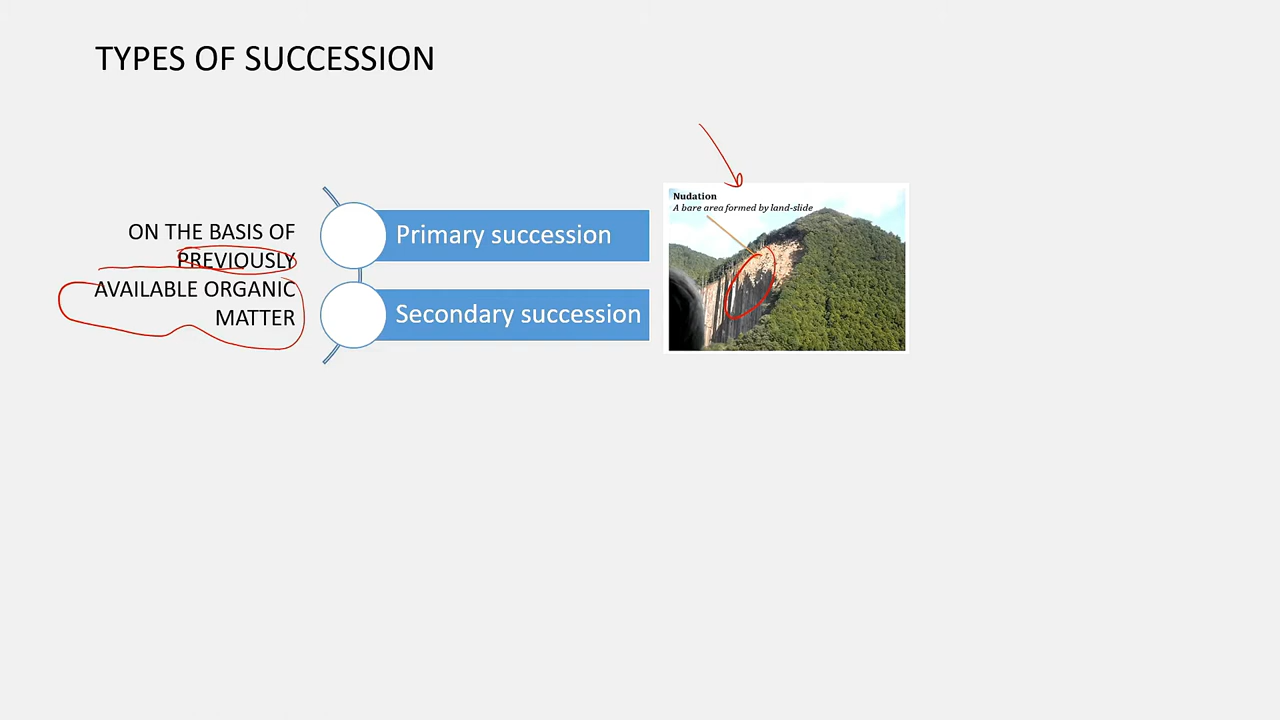 TYPES OF SUCCESSION
ON THE BASIS OF
PREVIOUSLY
AVAILABLE ORGANIC
MATTER
Primary succession
Secondary succession
Nudation
A bare area formed by land-slide